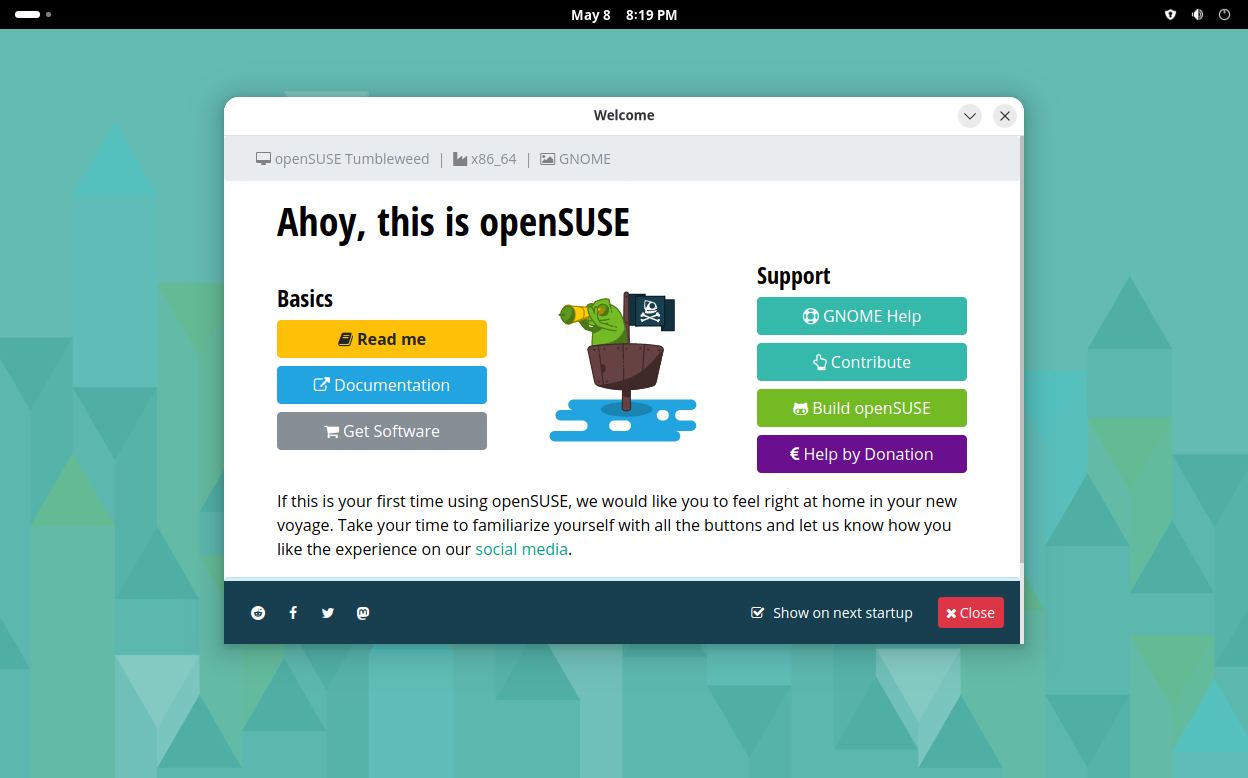 May 8 8:19 PM
Welcome
openSUSE Tumbleweed | x86_64 | GNOME
Ahoy, this is openSUSE
Basics
Read me
Documentation
Get Software
Support
GNOME Help
Contribute
Build openSUSE
€ Help by Donation
If this is your first time using openSUSE, we would like you to feel right at home in your new
voyage. Take your time to familiarize yourself with all the buttons and let us know how you
like the experience on our social media.
Show on next startup
Close